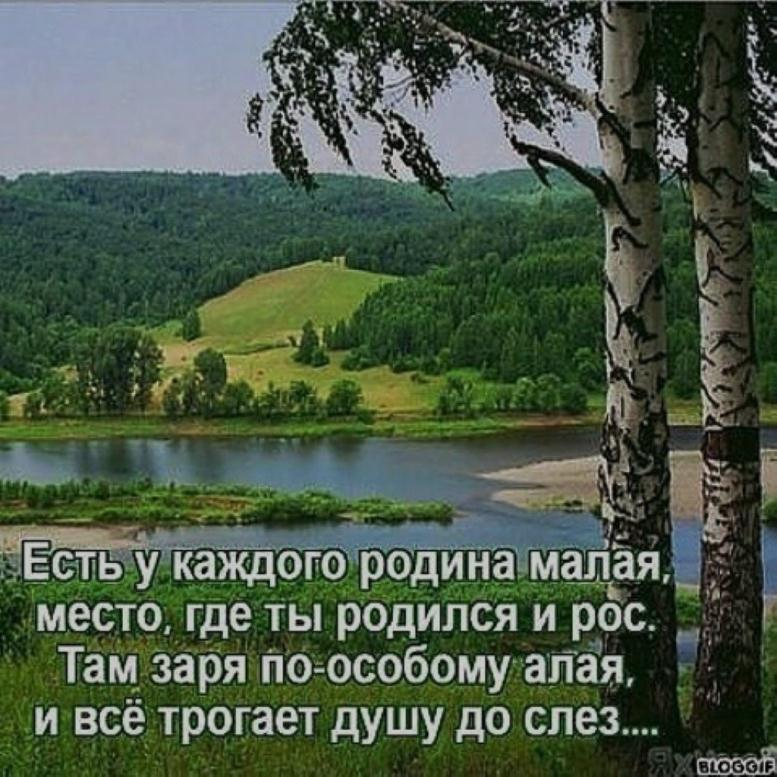 Есть у каждого родина малая,
место, где ты родился и рос.
Там заря по-особому алая,
и всё трогает душу до слез....
BLOGGIF